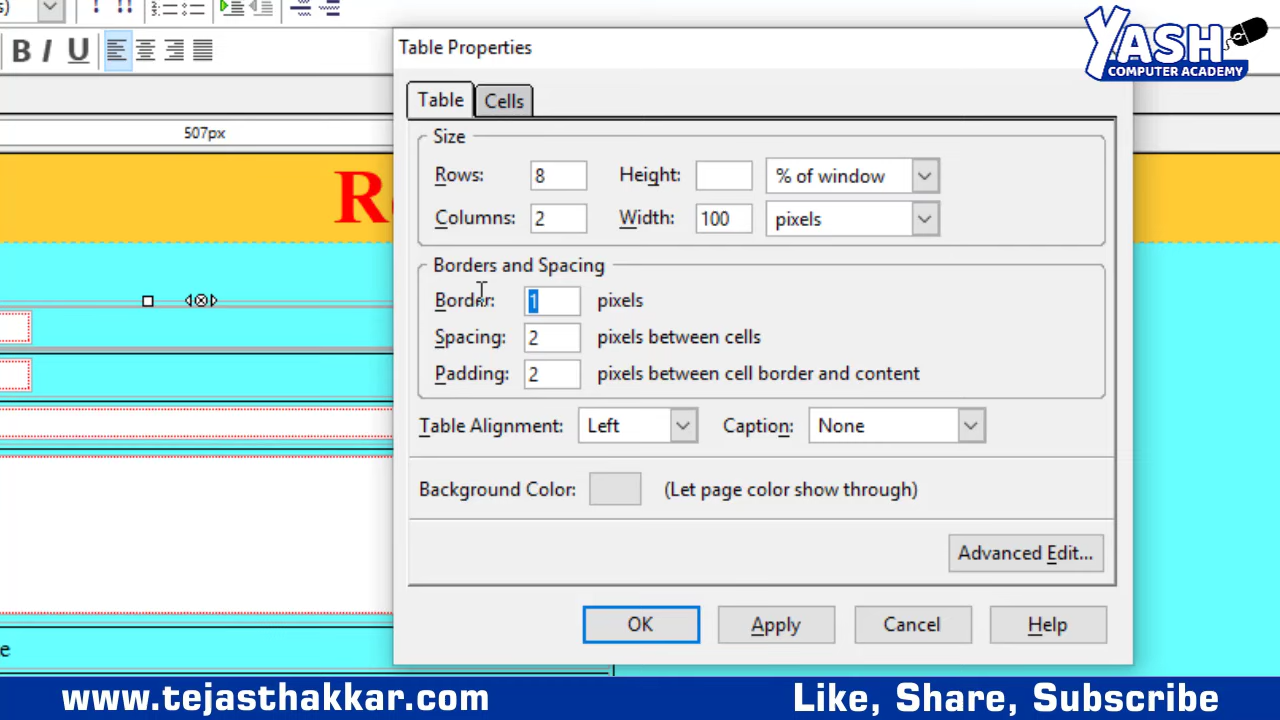 s)
B I U
507px
R
e
Table Properties
Table Cells
Size
Rows: 8 Height: % of window
Columns: 2 Width: 100 pixels
Borders and Spacing
Border: 1 pixels
Spacing: 2 pixels between cells
Padding: 2 pixels between cell border and content
Table Alignment: Left Caption: None
Background Color: (Let page color show through)
Advanced Edit...
OK Apply Cancel Help
YASH
COMPUTER ACADEMY
www.tejasthakkar.com Like, Share, Subscribe